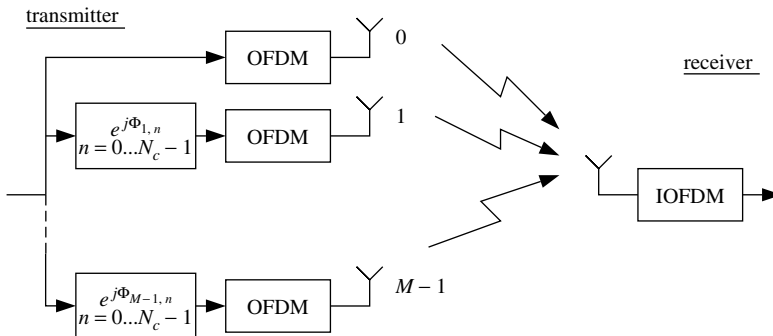 transmitter
OFDM
0
receiver
e^{jΦ_{1, n}}
n = 0...N_c − 1
OFDM
1
IOFDM
e^{jΦ_{M−1, n}}
n = 0...N_c − 1
OFDM
M − 1